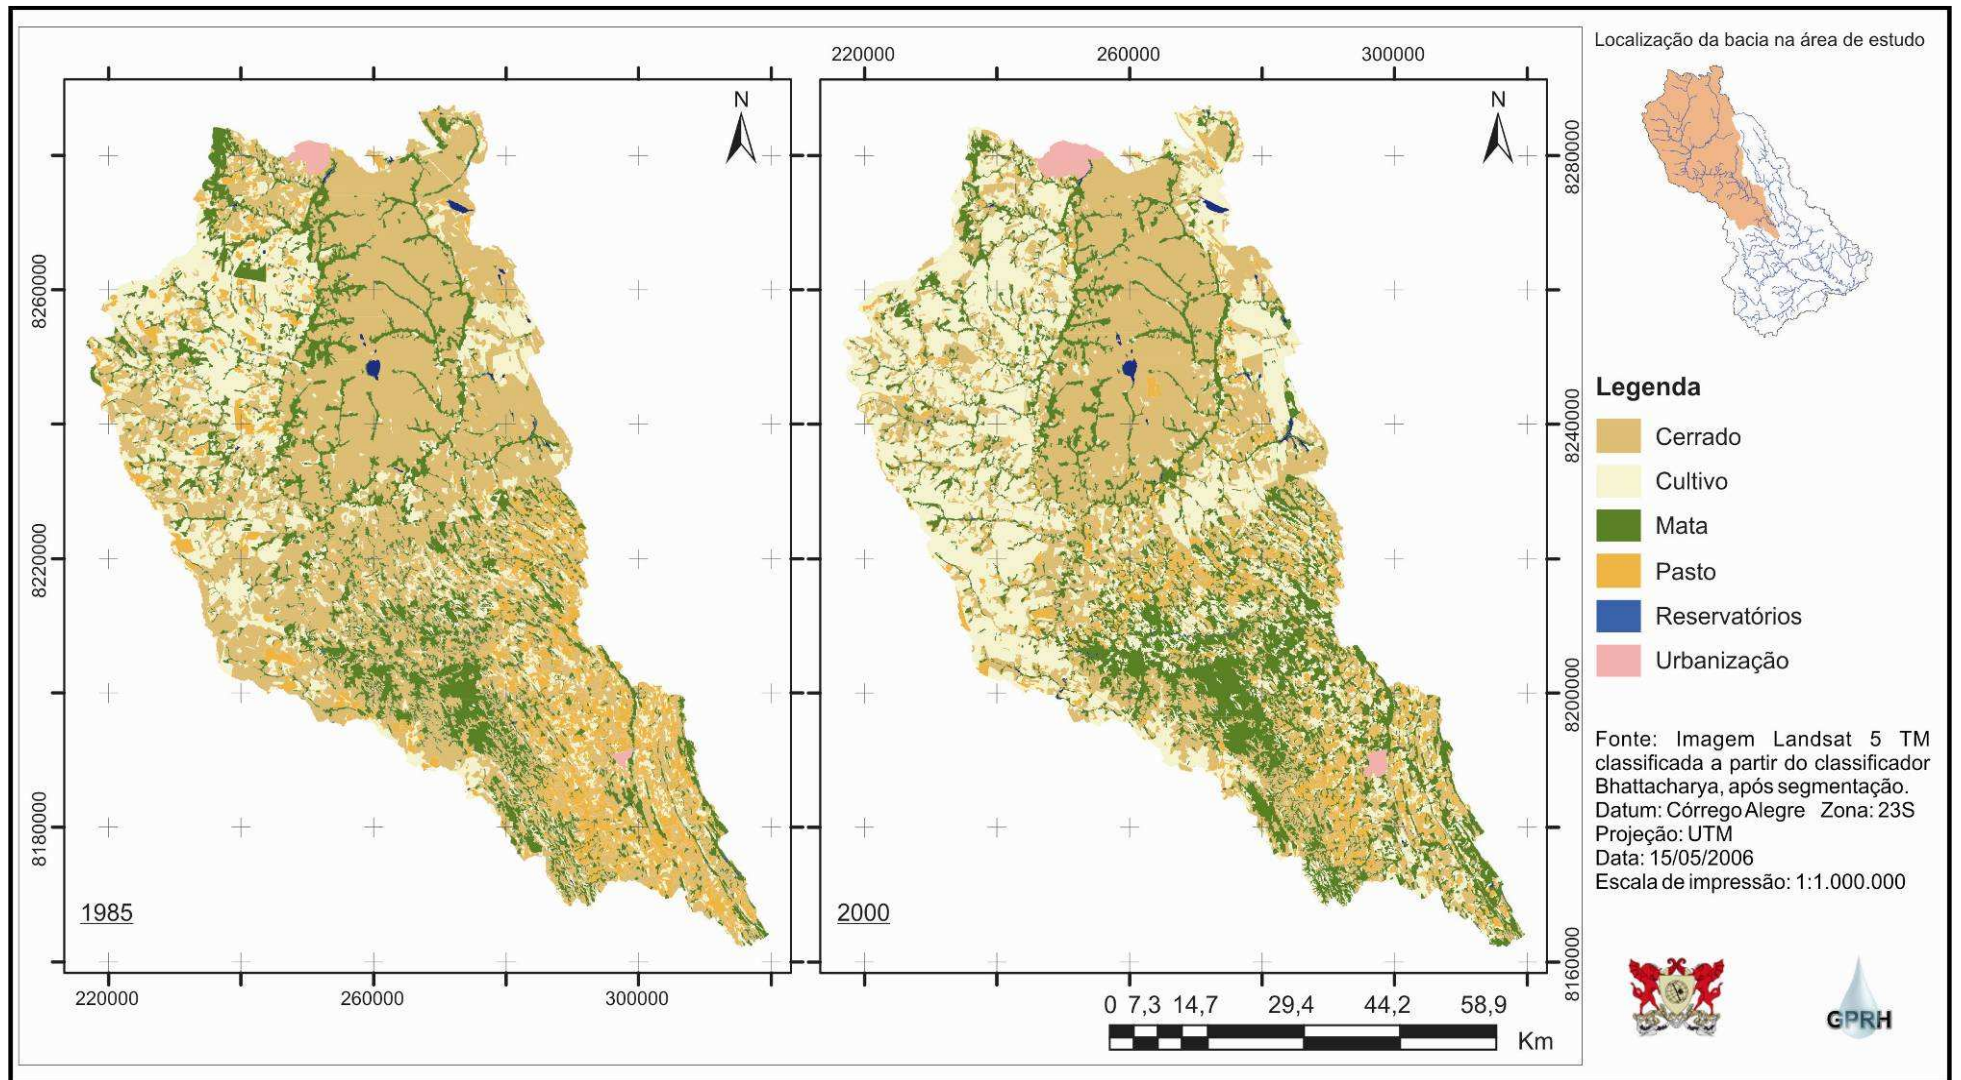 220000 260000 300000
N
N
8260000
8240000
8220000
8200000
8180000
8280000
8240000
8200000
8160000
1985
2000
220000 260000 300000
0 7,3 14,7 29,4 44,2 58,9
Km
Localização da bacia na área de estudo
Legenda
Cerrado
Cultivo
Mata
Pasto
Reservatórios
Urbanização
Fonte: Imagem Landsat 5 TM
classificada a partir do classificador
Bhattacharya, após segmentação.
Datum: Córrego Alegre Zona: 23S
Projeção: UTM
Data: 15/05/2006
Escala de impressão: 1:1.000.000
GPRH